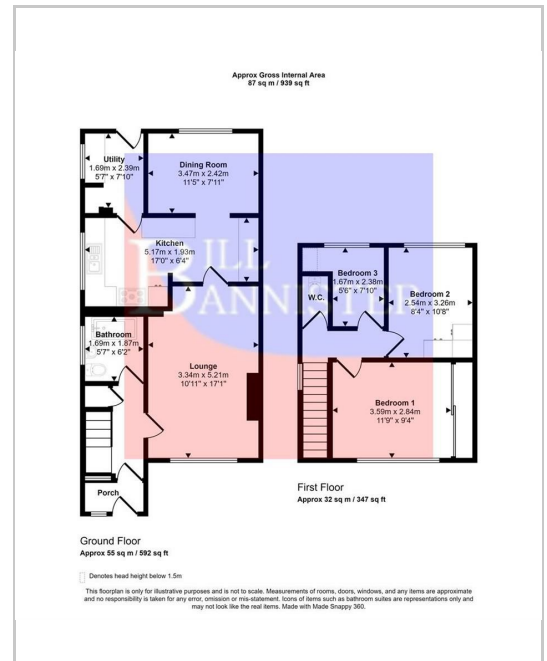 Approx Gross Internal Area
87 sq m / 939 sq ft
Utility
1.69m x 2.39m
5'7" x 7'10"
Dining Room
3.47m x 2.42m
11'5" x 7'11"
Kitchen
5.17m x 1.93m
17'0" x 6'4"
BILL
BANNISTER
Bathroom
1.69m x 1.87m
5'7" x 6'2"
Lounge
3.34m x 5.21m
10'11" x 17'1"
Porch
Ground Floor
Approx 55 sq m / 592 sq ft
W.C.
Bedroom 3
1.67m x 2.38m
5'6" x 7'10"
Bedroom 2
2.54m x 3.26m
8'4" x 10'8"
Bedroom 1
3.59m x 2.84m
11'9" x 9'4"
First Floor
Approx 32 sq m / 347 sq ft
Denotes head height below 1.5m
This floorplan is only for illustrative purposes and is not to scale. Measurements of rooms, doors, windows, and any items are approximate
and no responsibility is taken for any error, omission or mis-statement. Icons of items such as bathroom suites are representations only and
may not look like the real items. Made with Made Snappy 360.